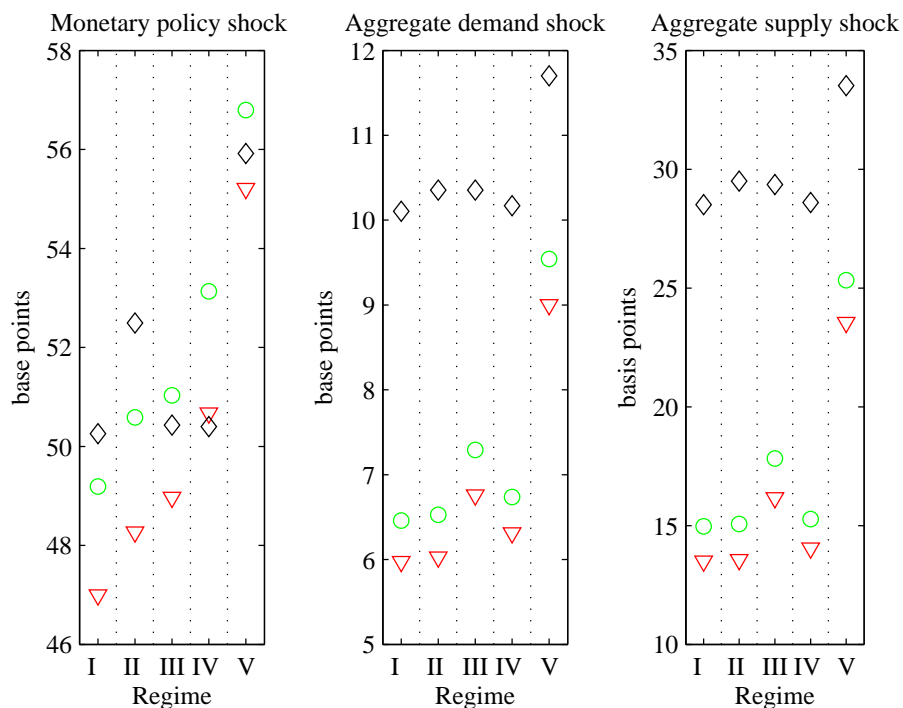 Monetary policy shock
58
56
54
52
50
48
46
base points
I II III IV V
Regime
Aggregate demand shock
12
11
10
9
8
7
6
5
base points
I II III IV V
Regime
Aggregate supply shock
35
30
25
20
15
10
basis points
I II III IV V
Regime